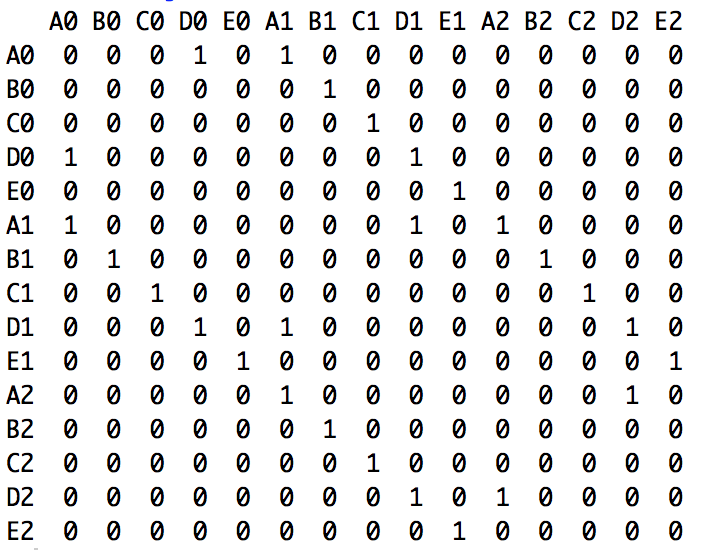 A0 B0 C0 D0 E0 A1 B1 C1 D1 E1 A2 B2 C2 D2 E2
A0 0 0 0 1 0 1 0 0 0 0 0 0 0 0 0
B0 0 0 0 0 0 0 1 0 0 0 0 0 0 0 0
C0 0 0 0 0 0 0 0 1 0 0 0 0 0 0 0
D0 1 0 0 0 0 0 0 0 1 0 0 0 0 0 0
E0 0 0 0 0 0 0 0 0 0 1 0 0 0 0 0
A1 1 0 0 0 0 0 0 0 1 0 1 0 0 0 0
B1 0 1 0 0 0 0 0 0 0 0 0 1 0 0 0
C1 0 0 1 0 0 0 0 0 0 0 0 0 1 0 0
D1 0 0 0 1 0 1 0 0 0 0 0 0 0 1 0
E1 0 0 0 0 1 0 0 0 0 0 0 0 0 0 1
A2 0 0 0 0 0 1 0 0 0 0 0 0 0 1 0
B2 0 0 0 0 0 0 1 0 0 0 0 0 0 0 0
C2 0 0 0 0 0 0 0 1 0 0 0 0 0 0 0
D2 0 0 0 0 0 0 0 0 1 0 1 0 0 0 0
E2 0 0 0 0 0 0 0 0 0 1 0 0 0 0 0